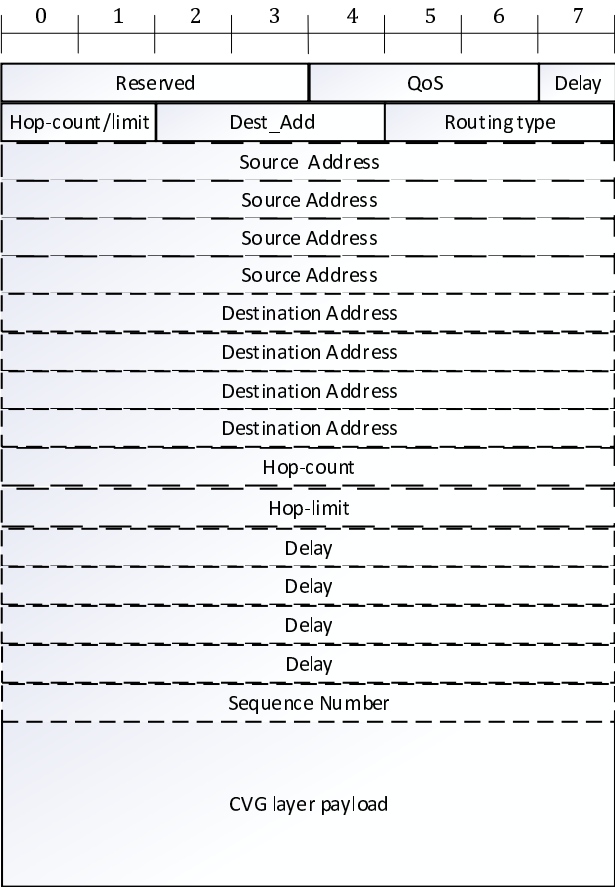 0 1 2 3 4 5 6 7
Reserved QoS Delay
Hop-count/limit Dest_Add Routing type
Source Address
Source Address
Source Address
Source Address
Destination Address
Destination Address
Destination Address
Destination Address
Hop-count
Hop-limit
Delay
Delay
Delay
Delay
Sequence Number
CVG layer payload